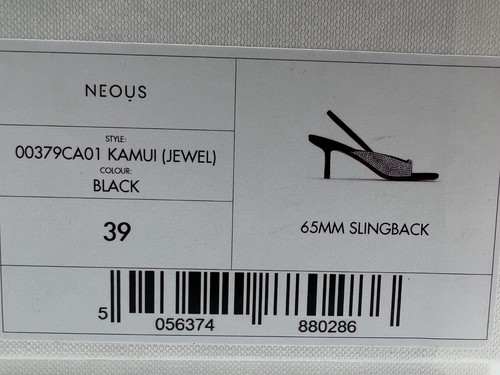 NEOUS
STYLE:
00379CA01 KAMUI (JEWEL)
COLOUR:
BLACK
39
65MM SLINGBACK
5 056374 880286